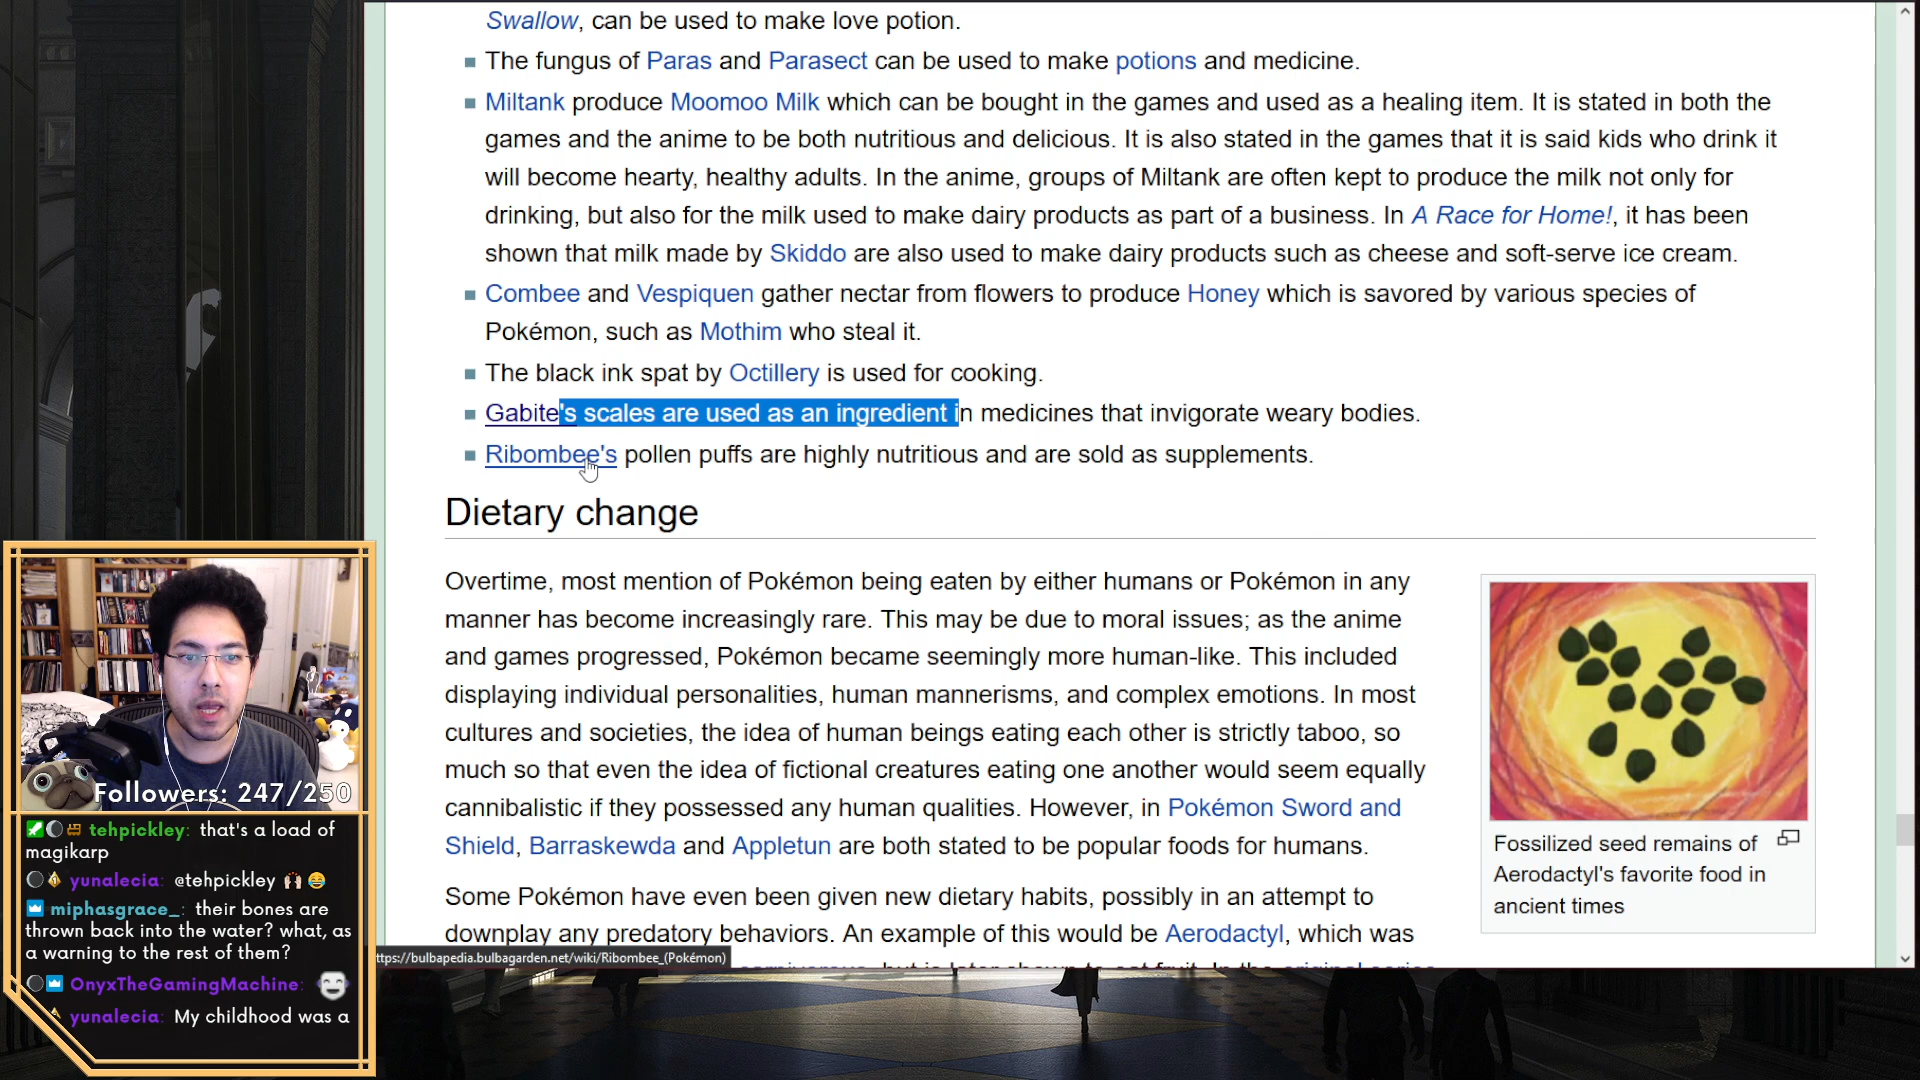 Swallow, can be used to make love potion.
The fungus of Paras and Parasect can be used to make potions and medicine.
Miltank produce Moomoo Milk which can be bought in the games and used as a healing item. It is stated in both the
games and the anime to be both nutritious and delicious. It is also stated in the games that it is said kids who drink it
will become hearty, healthy adults. In the anime, groups of Miltank are often kept to produce the milk not only for
drinking, but also for the milk used to make dairy products as part of a business. In A Race for Home!, it has been
shown that milk made by Skiddo are also used to make dairy products such as cheese and soft-serve ice cream.
Combee and Vespiquen gather nectar from flowers to produce Honey which is savored by various species of
Pokémon, such as Mothim who steal it.
The black ink spat by Octillery is used for cooking.
Gabite's scales are used as an ingredient in medicines that invigorate weary bodies.
Ribombee's pollen puffs are highly nutritious and are sold as supplements.
Dietary change
Overtime, most mention of Pokémon being eaten by either humans or Pokémon in any
manner has become increasingly rare. This may be due to moral issues; as the anime
and games progressed, Pokémon became seemingly more human-like. This included
displaying individual personalities, human mannerisms, and complex emotions. In most
cultures and societies, the idea of human beings eating each other is strictly taboo, so
much so that even the idea of fictional creatures eating one another would seem equally
cannibalistic if they possessed any human qualities. However, in Pokémon Sword and
Shield, Barraskewda and Appletun are both stated to be popular foods for humans.
Some Pokémon have even been given new dietary habits, possibly in an attempt to
downplay any predatory behaviors. An example of this would be Aerodactyl, which was
Fossilized seed remains of
Aerodactyl's favorite food in
ancient times
ttps://bulbapedia.bulbagarden.net/wiki/Ribombee_(Pokémon)
Followers: 247/250
tehpickley: that's a load of
magikarp
yunalecia: @tehpickley
miphasgrace_: their bones are
thrown back into the water? what, as
a warning to the rest of them?
OnyxTheGamingMachine:
yunalecia: My childhood was a